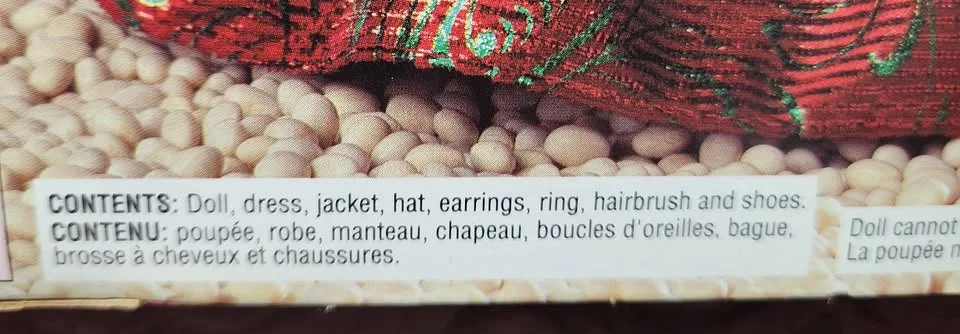 CONTENTS: Doll, dress, jacket, hat, earrings, ring, hairbrush and shoes.
CONTENU: poupée, robe, manteau, chapeau, boucles d'oreilles, bague,
brosse à cheveux et chaussures.
Doll cannot
La poupée